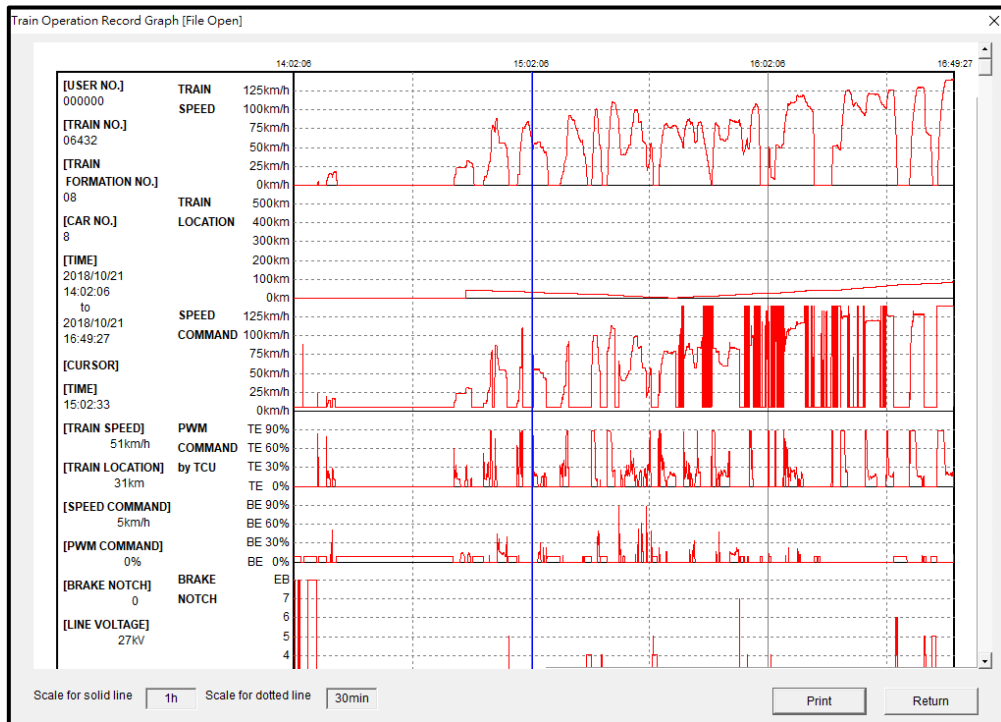 Train Operation Record Graph [File Open]
14:02:06 15:02:06 16:02:06 16:49:27
[USER NO.]
000000
[TRAIN NO.]
06432
[TRAIN
FORMATION NO.]
08
[CAR NO.]
8
[TIME]
2018/10/21
14:02:06
to
2018/10/21
16:49:27
[CURSOR]
[TIME]
15:02:33
[TRAIN SPEED]
51km/h
[TRAIN LOCATION]
31km
[SPEED COMMAND]
5km/h
[PWM COMMAND]
0%
[BRAKE NOTCH]
0
[LINE VOLTAGE]
27kV
TRAIN
SPEED
125km/h
100km/h
75km/h
50km/h
25km/h
0km/h
TRAIN
LOCATION
500km
400km
300km
200km
100km
0km
SPEED
COMMAND
125km/h
100km/h
75km/h
50km/h
25km/h
0km/h
PWM
COMMAND
by TCU
TE 90%
TE 60%
TE 30%
TE 0%
BE 90%
BE 60%
BE 30%
BE 0%
BRAKE
NOTCH
EB
7
6
5
4
Scale for solid line 1h Scale for dotted line 30min
Print Return